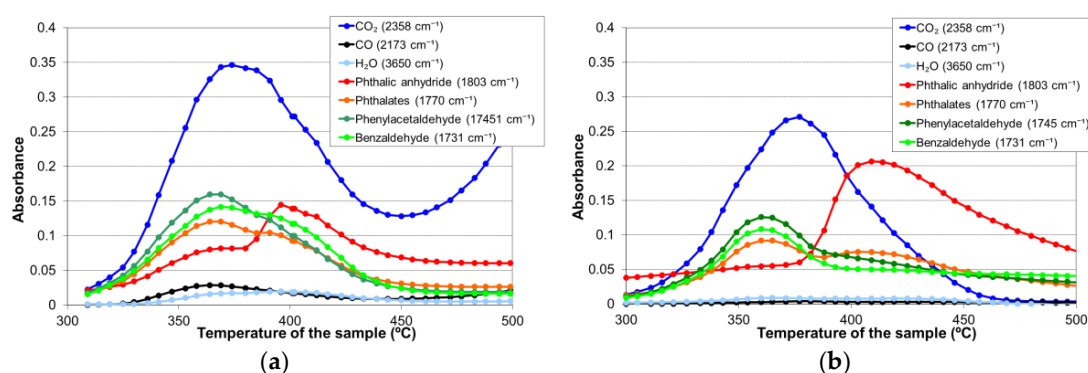 0.4
0.35
0.3
0.25
0.2
0.15
0.1
0.05
0
Absorbance
300
350
400
450
500
Temperature of the sample (ºC)
CO₂ (2358 cm⁻¹)
CO (2173 cm⁻¹)
H₂O (3650 cm⁻¹)
Phthalic anhydride (1803 cm⁻¹)
Phthalates (1770 cm⁻¹)
Phenylacetaldehyde (17451 cm⁻¹)
Benzaldehyde (1731 cm⁻¹)
(a)
0.4
0.35
0.3
0.25
0.2
0.15
0.1
0.05
0
Absorbance
300
350
400
450
500
Temperature of the sample (ºC)
CO₂ (2358 cm⁻¹)
CO (2173 cm⁻¹)
H₂O (3650 cm⁻¹)
Phthalic anhydride (1803 cm⁻¹)
Phthalates (1770 cm⁻¹)
Phenylacetaldehyde (1745 cm⁻¹)
Benzaldehyde (1731 cm⁻¹)
(b)